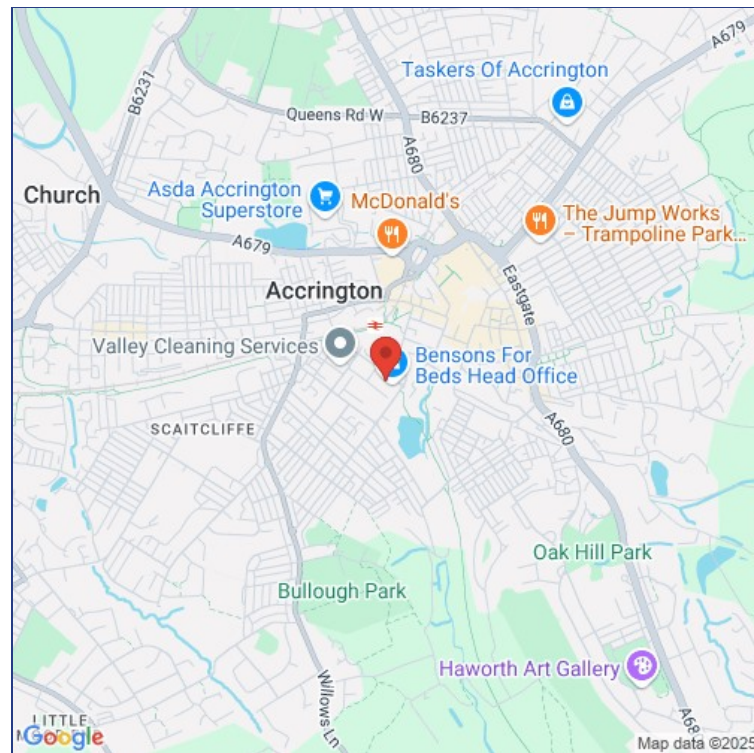 A679
Taskers Of Accrington
B6231
Queens Rd W
B6237
A680
Church
Asda Accrington
Superstore
McDonald's
The Jump Works
– Trampoline Park...
A679
Eastgate
Accrington
Valley Cleaning Services
Bensons For
Beds Head Office
SCAITCLIFFE
A680
Oak Hill Park
Bullough Park
Haworth Art Gallery
Willows Ln
A68
LITTLE
Google
Map data ©2025